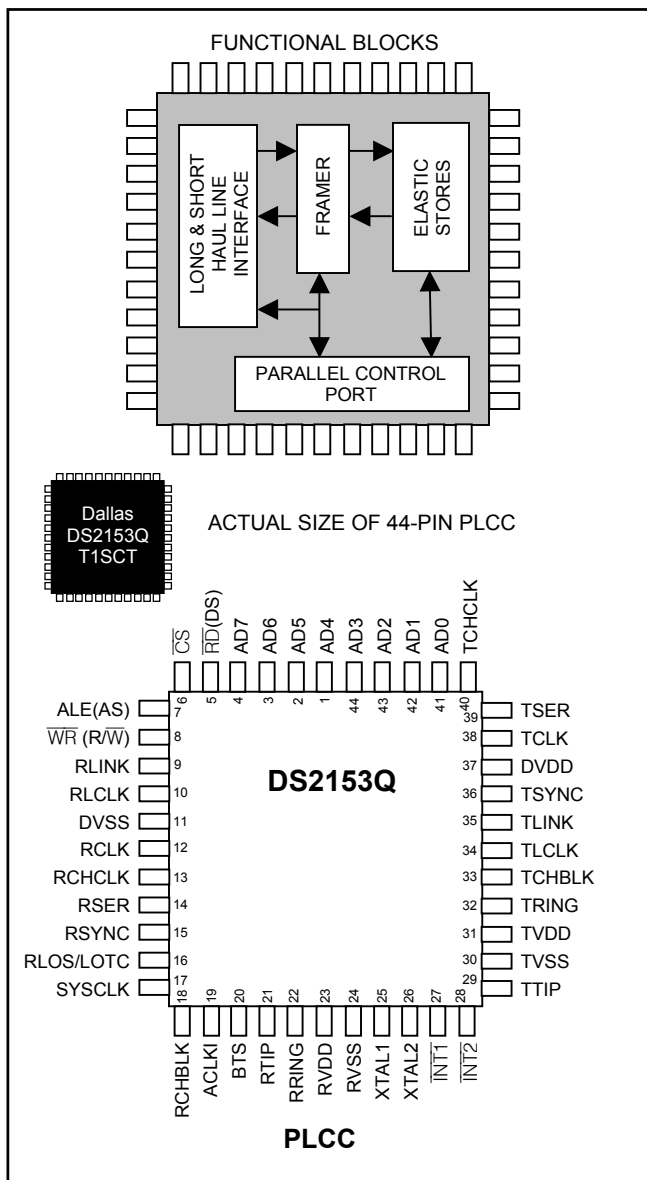 FUNCTIONAL BLOCKS
LONG & SHORT
HAUL LINE
INTERFACE
FRAMER
ELASTIC
STORES
PARALLEL CONTROL
PORT
Dallas
DS2153Q
T1SCT
ACTUAL SIZE OF 44-PIN PLCC
CS
RD(DS)
AD7
AD6
AD5
AD4
AD3
AD2
AD1
AD0
TCHCLK
6
5
4
3
2
1
44
43
42
41
40
ALE(AS)
7
WR (R/W)
8
RLINK
9
RLCLK
10
DVSS
11
RCLK
12
RCHCLK
13
RSER
14
RSYNC
15
RLOS/LOTC
16
SYSCLK
17
DS2153Q
39
TSER
38
TCLK
37
DVDD
36
TSYNC
35
TLINK
34
TLCLK
33
TCHBLK
32
TRING
31
TVDD
30
TVSS
29
TTIP
18
19
20
21
22
23
24
25
26
27
28
RCHBLK
ACLKI
BTS
RTIP
RRING
RVDD
RVSS
XTAL1
XTAL2
INT1
INT2
PLCC